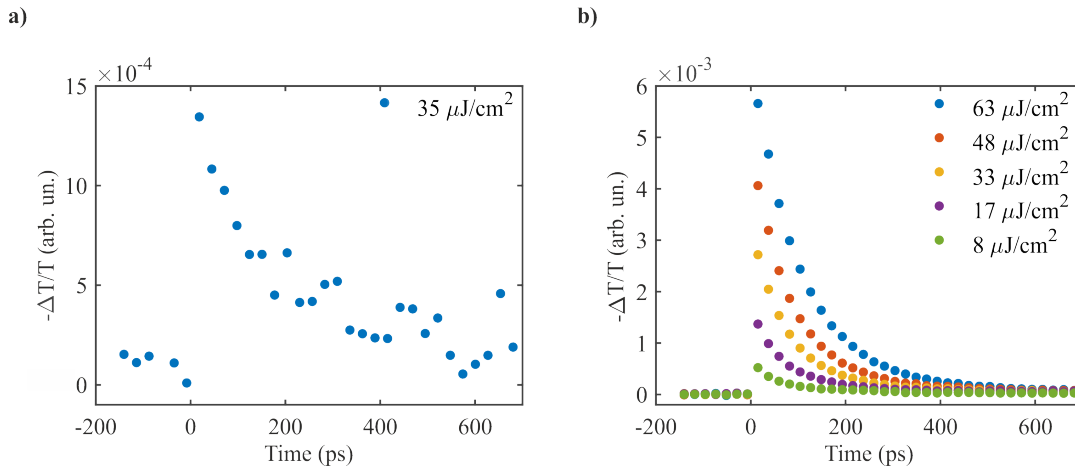 a)
×10⁻⁴
15
10
5
0
-ΔT/T (arb. un.)
35 μJ/cm²
-200
0
200
400
600
Time (ps)
b)
×10⁻³
6
5
4
3
2
1
0
-ΔT/T (arb. un.)
63 μJ/cm²
48 μJ/cm²
33 μJ/cm²
17 μJ/cm²
8 μJ/cm²
-200
0
200
400
600
Time (ps)